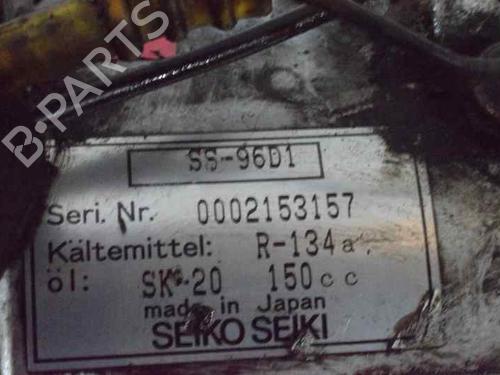 B-PARTS
SS-96D1
Seri. Nr. 0002153157
Kältemittel: R-134a.
öl: SK-20 150cc
made in Japan
SEIKO SEIKI